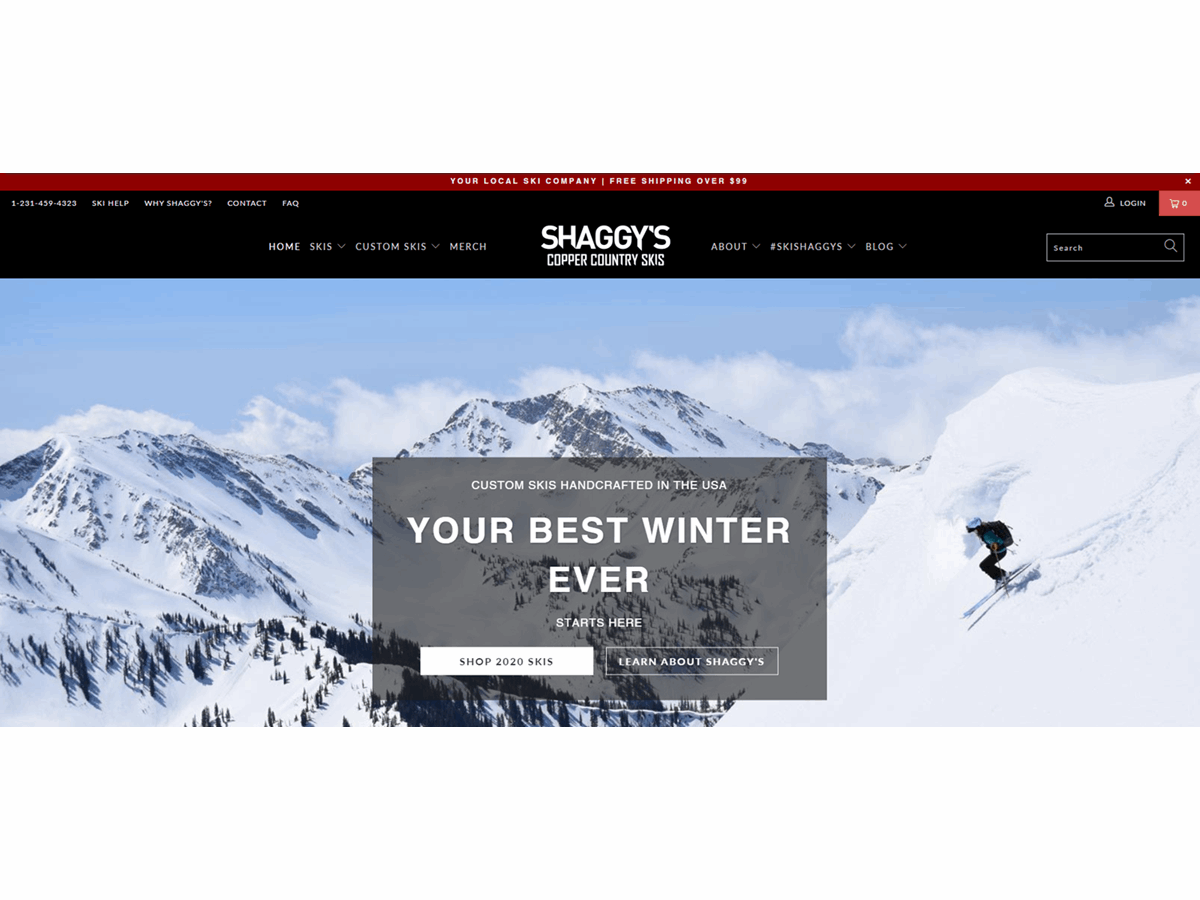 YOUR LOCAL SKI COMPANY | FREE SHIPPING OVER $99
×
1-231-459-4323 SKI HELP WHY SHAGGY'S? CONTACT FAQ
LOGIN 0
HOME SKIS CUSTOM SKIS MERCH
SHAGGY'S
COPPER COUNTRY SKIS
ABOUT #SKISHAGGYS BLOG
Search
CUSTOM SKIS HANDCRAFTED IN THE USA
YOUR BEST WINTER
EVER
STARTS HERE
SHOP 2020 SKIS LEARN ABOUT SHAGGY'S